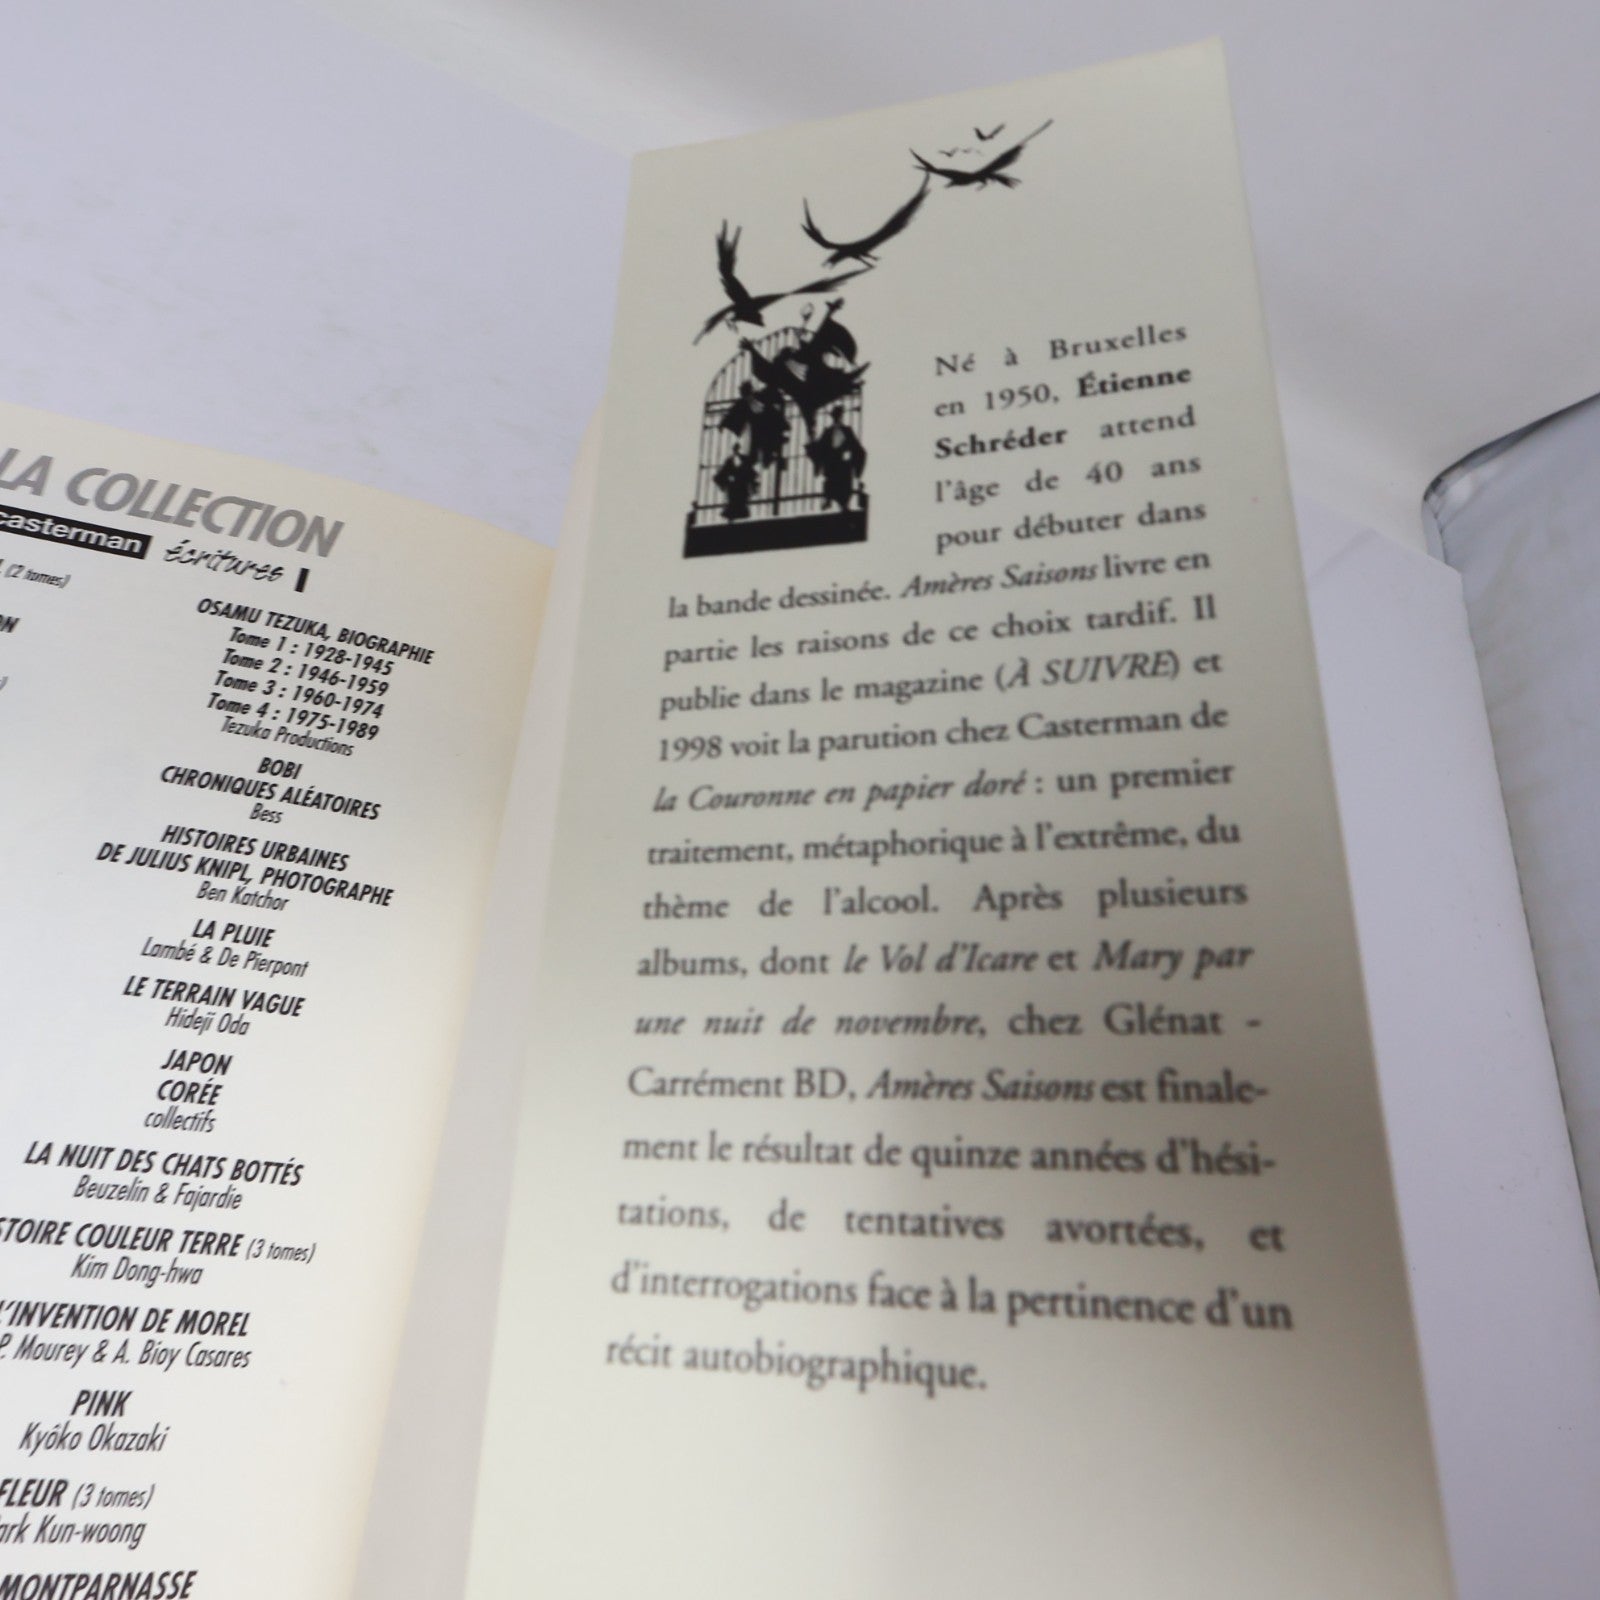 LA COLLECTION
casterman écritures
(2 tomes)
OSAMU TEZUKA, BIOGRAPHIE
Tome 1 : 1928-1945
Tome 2 : 1946-1959
Tome 3 : 1960-1974
Tome 4 : 1975-1989
Tezuka Productions
BOBI
CHRONIQUES ALÉATOIRES
Bess
HISTOIRES URBAINES
DE JULIUS KNIPL, PHOTOGRAPHE
Ben Katchor
LA PLUIE
Lambé & De Pierpont
LE TERRAIN VAGUE
Hideji Oda
JAPON
CORÉE
collectifs
LA NUIT DES CHATS BOTTÉS
Beuzelin & Fajardie
STOIRE COULEUR TERRE (3 tomes)
Kim Dong-hwa
L'INVENTION DE MOREL
P. Mourey & A. Bioy Casares
PINK
Kyôko Okazaki
FLEUR (3 tomes)
ark Kun-woong
MONTPARNASSE
Né à Bruxelles
en 1950, Étienne
Schréder attend
l'âge de 40 ans
pour débuter dans
la bande dessinée. Amères Saisons livre en
partie les raisons de ce choix tardif. Il
publie dans le magazine (À SUIVRE) et
1998 voit la parution chez Casterman de
la Couronne en papier doré : un premier
traitement, métaphorique à l'extrême, du
thème de l'alcool. Après plusieurs
albums, dont le Vol d'Icare et Mary par
une nuit de novembre, chez Glénat -
Carrément BD, Amères Saisons est finale-
ment le résultat de quinze années d'hési-
tations, de tentatives avortées, et
d'interrogations face à la pertinence d'un
récit autobiographique.